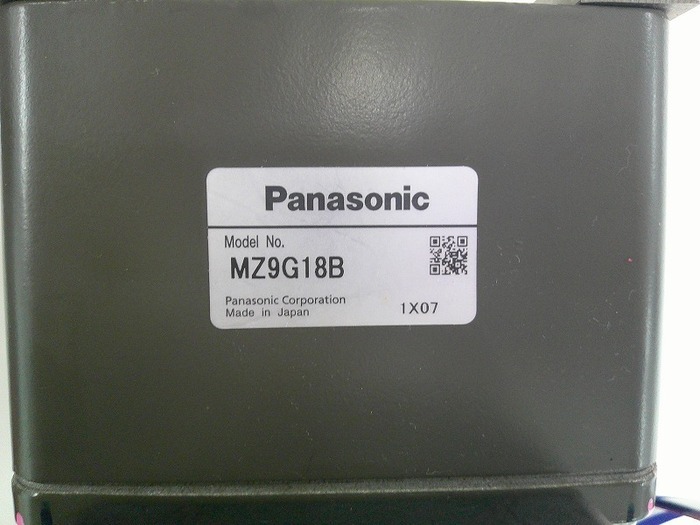 Panasonic
Model No.
MZ9G18B
Panasonic Corporation
Made in Japan
1X07